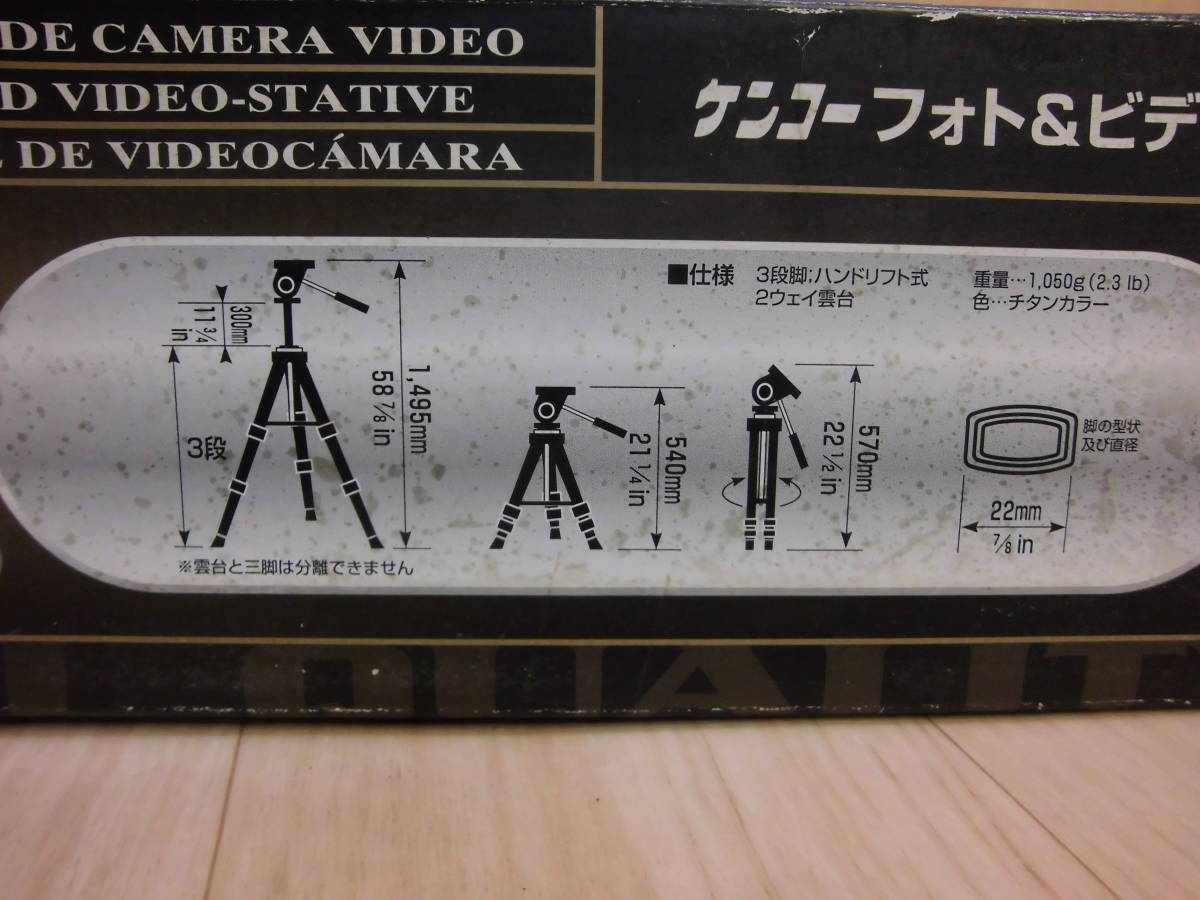 DE CAMERA VIDEO
D VIDEO-STATIVE
DE VIDEOCÁMARA
ケンコーフォト&ビデ
■仕様 3段脚;ハンドリフト式
2ウェイ雲台
重量…1,050g(2.3 lb)
色…チタンカラー
300mm
11 3/4
in
3段
1,495mm
58 7/8 in
540mm
21 1/4 in
570mm
22 1/2 in
脚の型状
及び直径
22mm
7/8 in
※雲台と三脚は分離できません
QUALIT